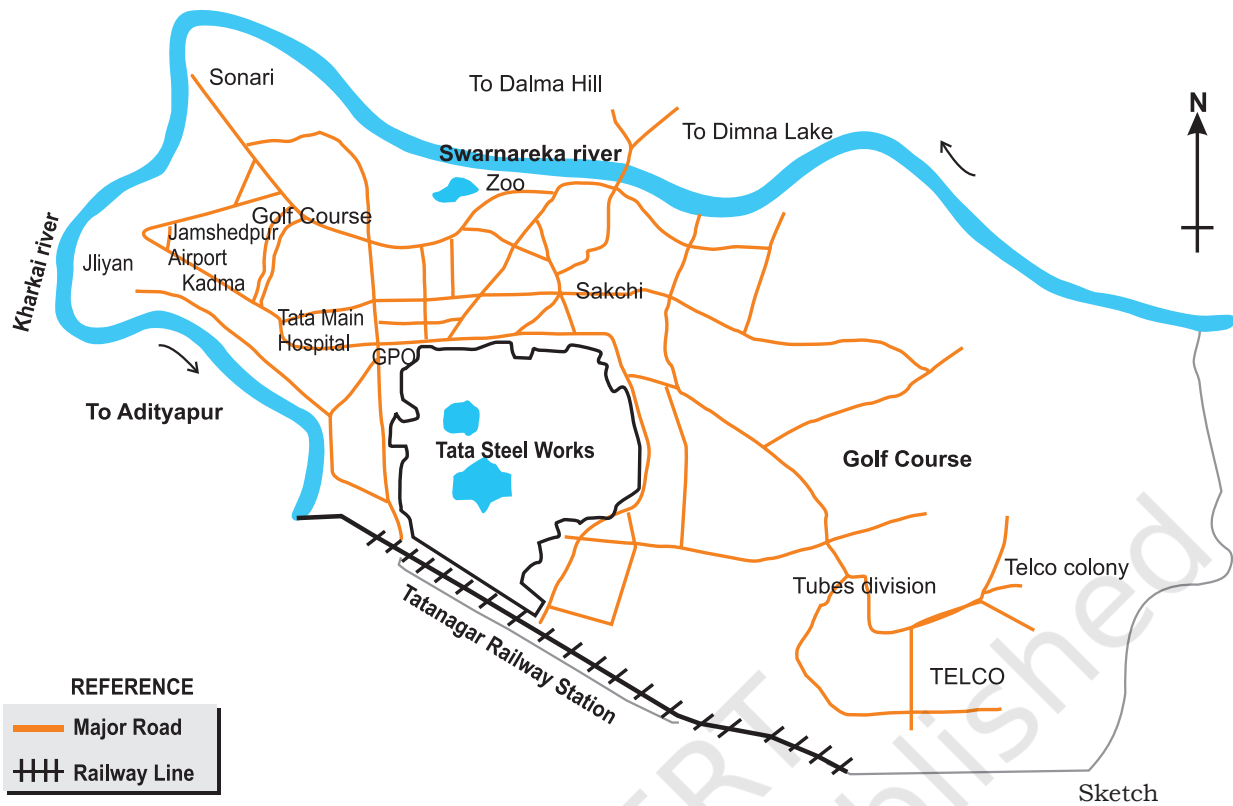 Sonari
To Dalma Hill
N
To Dimna Lake
Swarnareka river
Zoo
Golf Course
Jamshedpur
Airport
Kadma
Jliyan
Kharkai river
Sakchi
Tata Main
Hospital
GPO
To Adityapur
Tata Steel Works
Golf Course
Telco colony
Tubes division
Tatanagar Railway Station
TELCO
REFERENCE
Major Road
Railway Line
Sketch